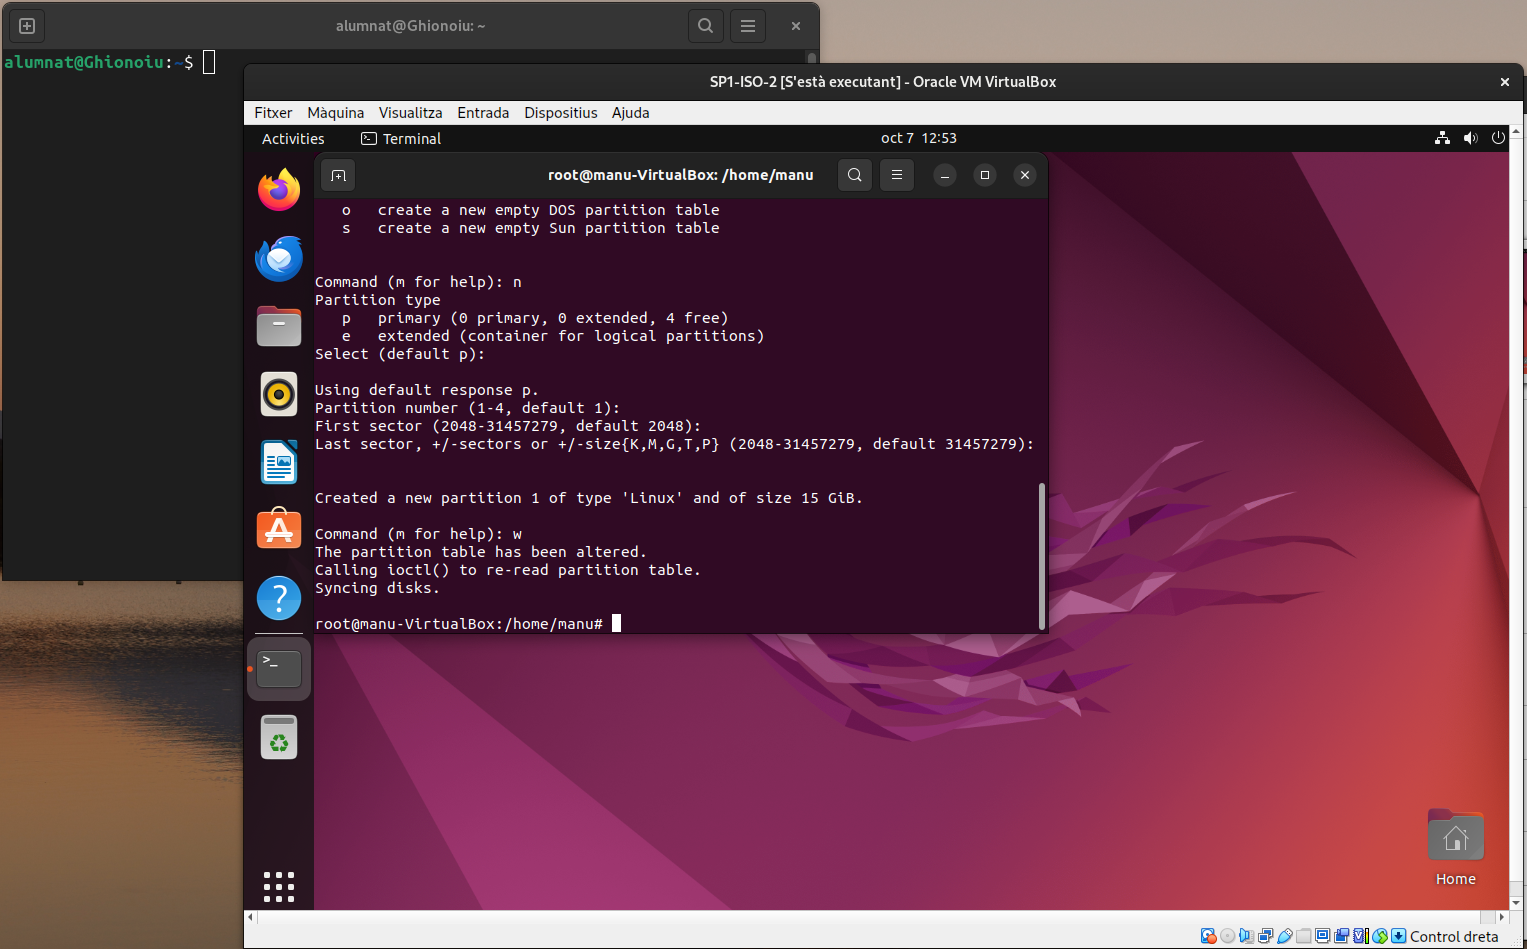 alumnat@Ghionoiu: ~
alumnat@Ghionoiu:~$
SP1-ISO-2 [S'està executant] - Oracle VM VirtualBox
Fitxer Màquina Visualitza Entrada Dispositius Ajuda
Activities Terminal oct 7 12:53
root@manu-VirtualBox: /home/manu
o create a new empty DOS partition table
s create a new empty Sun partition table
Command (m for help): n
Partition type
p primary (0 primary, 0 extended, 4 free)
e extended (container for logical partitions)
Select (default p):
Using default response p.
Partition number (1-4, default 1):
First sector (2048-31457279, default 2048):
Last sector, +/-sectors or +/-size{K,M,G,T,P} (2048-31457279, default 31457279):
Created a new partition 1 of type 'Linux' and of size 15 GiB.
Command (m for help): w
The partition table has been altered.
Calling ioctl() to re-read partition table.
Syncing disks.
root@manu-VirtualBox:/home/manu#
Home
Control dreta